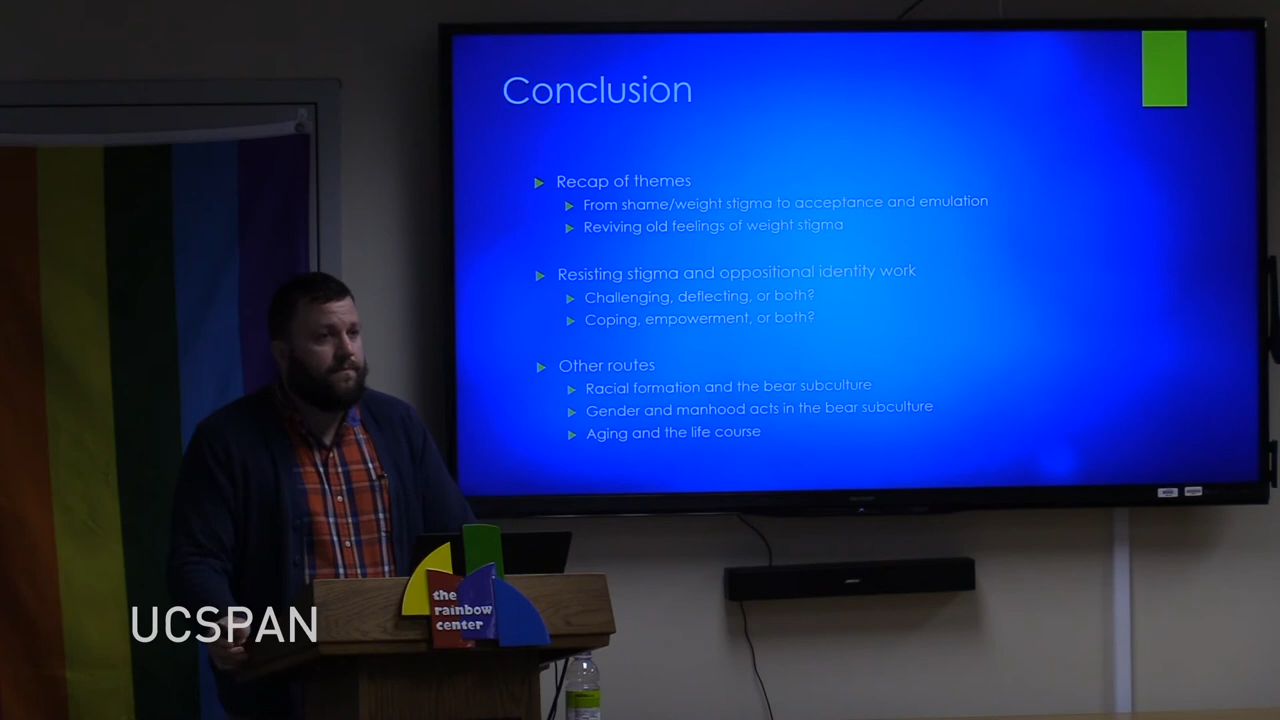 Conclusion
Recap of themes
From shame/weight stigma to acceptance and emulation
Reviving old feelings of weight stigma
Resisting stigma and oppositional identity work
Challenging, deflecting, or both?
Coping, empowerment, or both?
Other routes
Racial formation and the bear subculture
Gender and manhood acts in the bear subculture
Aging and the life course
the
rainbow
center
UCSPAN